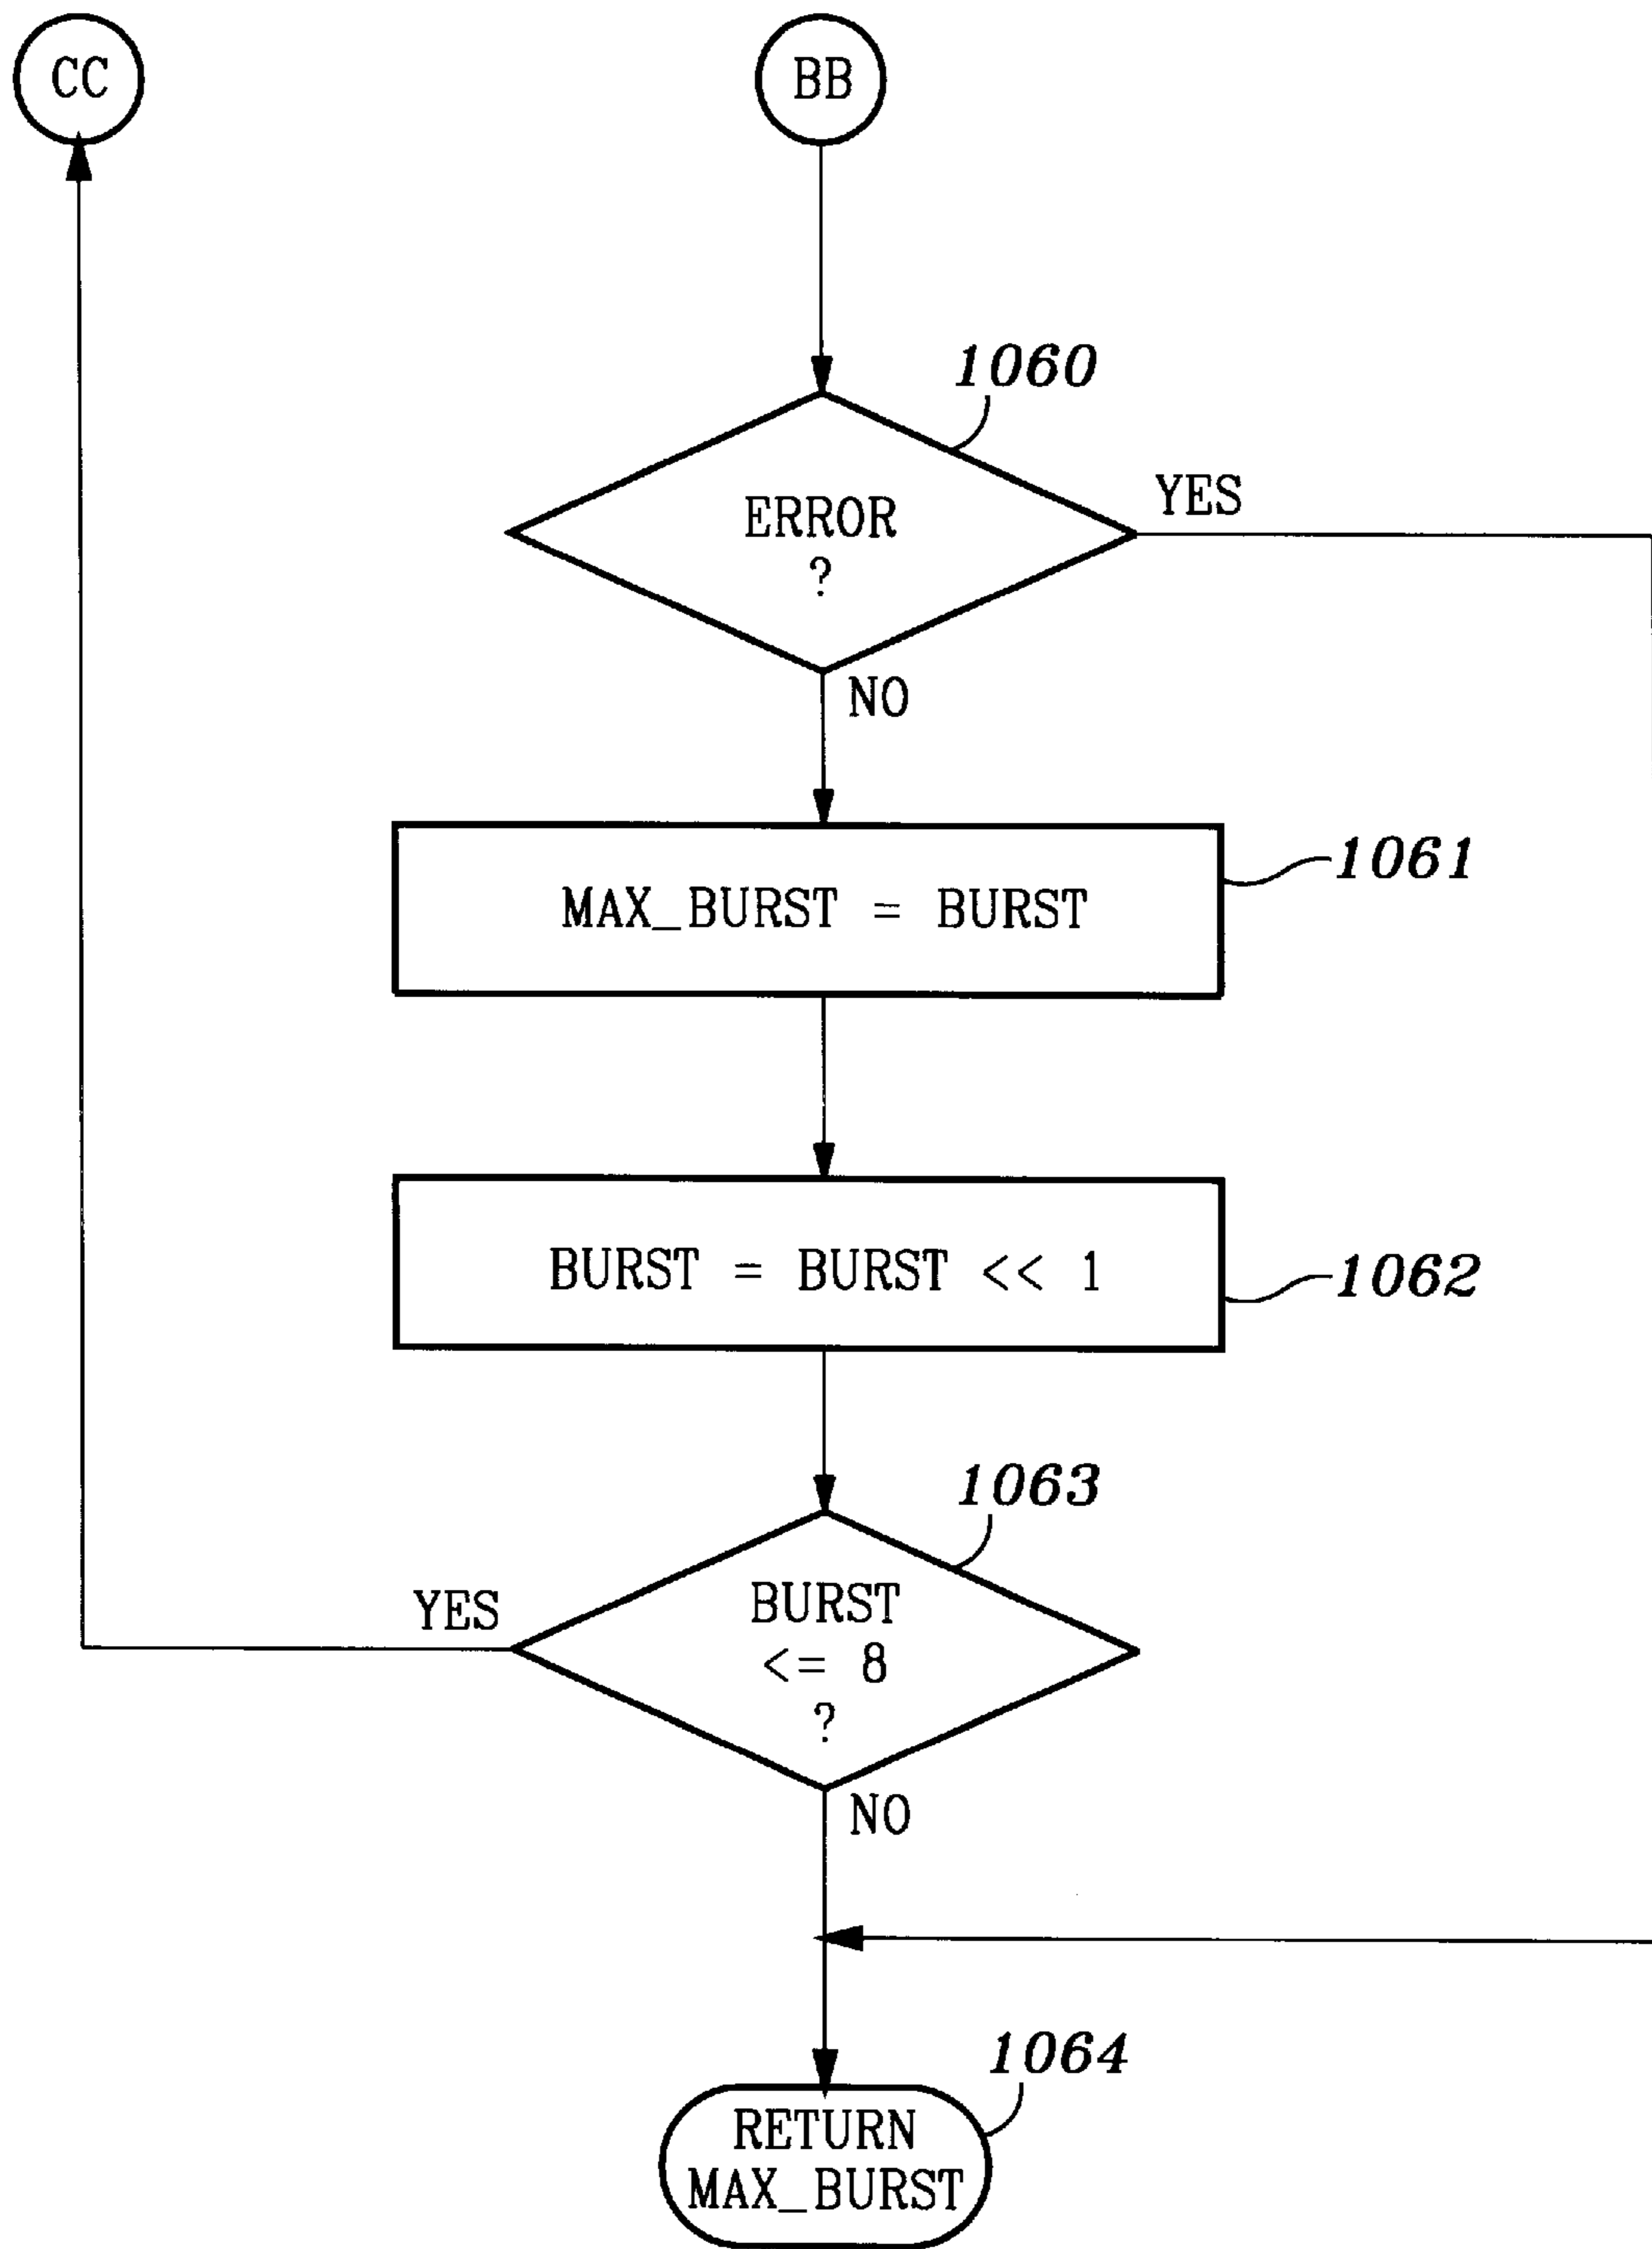 CC
BB
1060
ERROR
?
YES
NO
MAX_BURST = BURST
1061
BURST = BURST << 1
1062
1063
YES
BURST
<= 8
?
NO
1064
RETURN
MAX_BURST